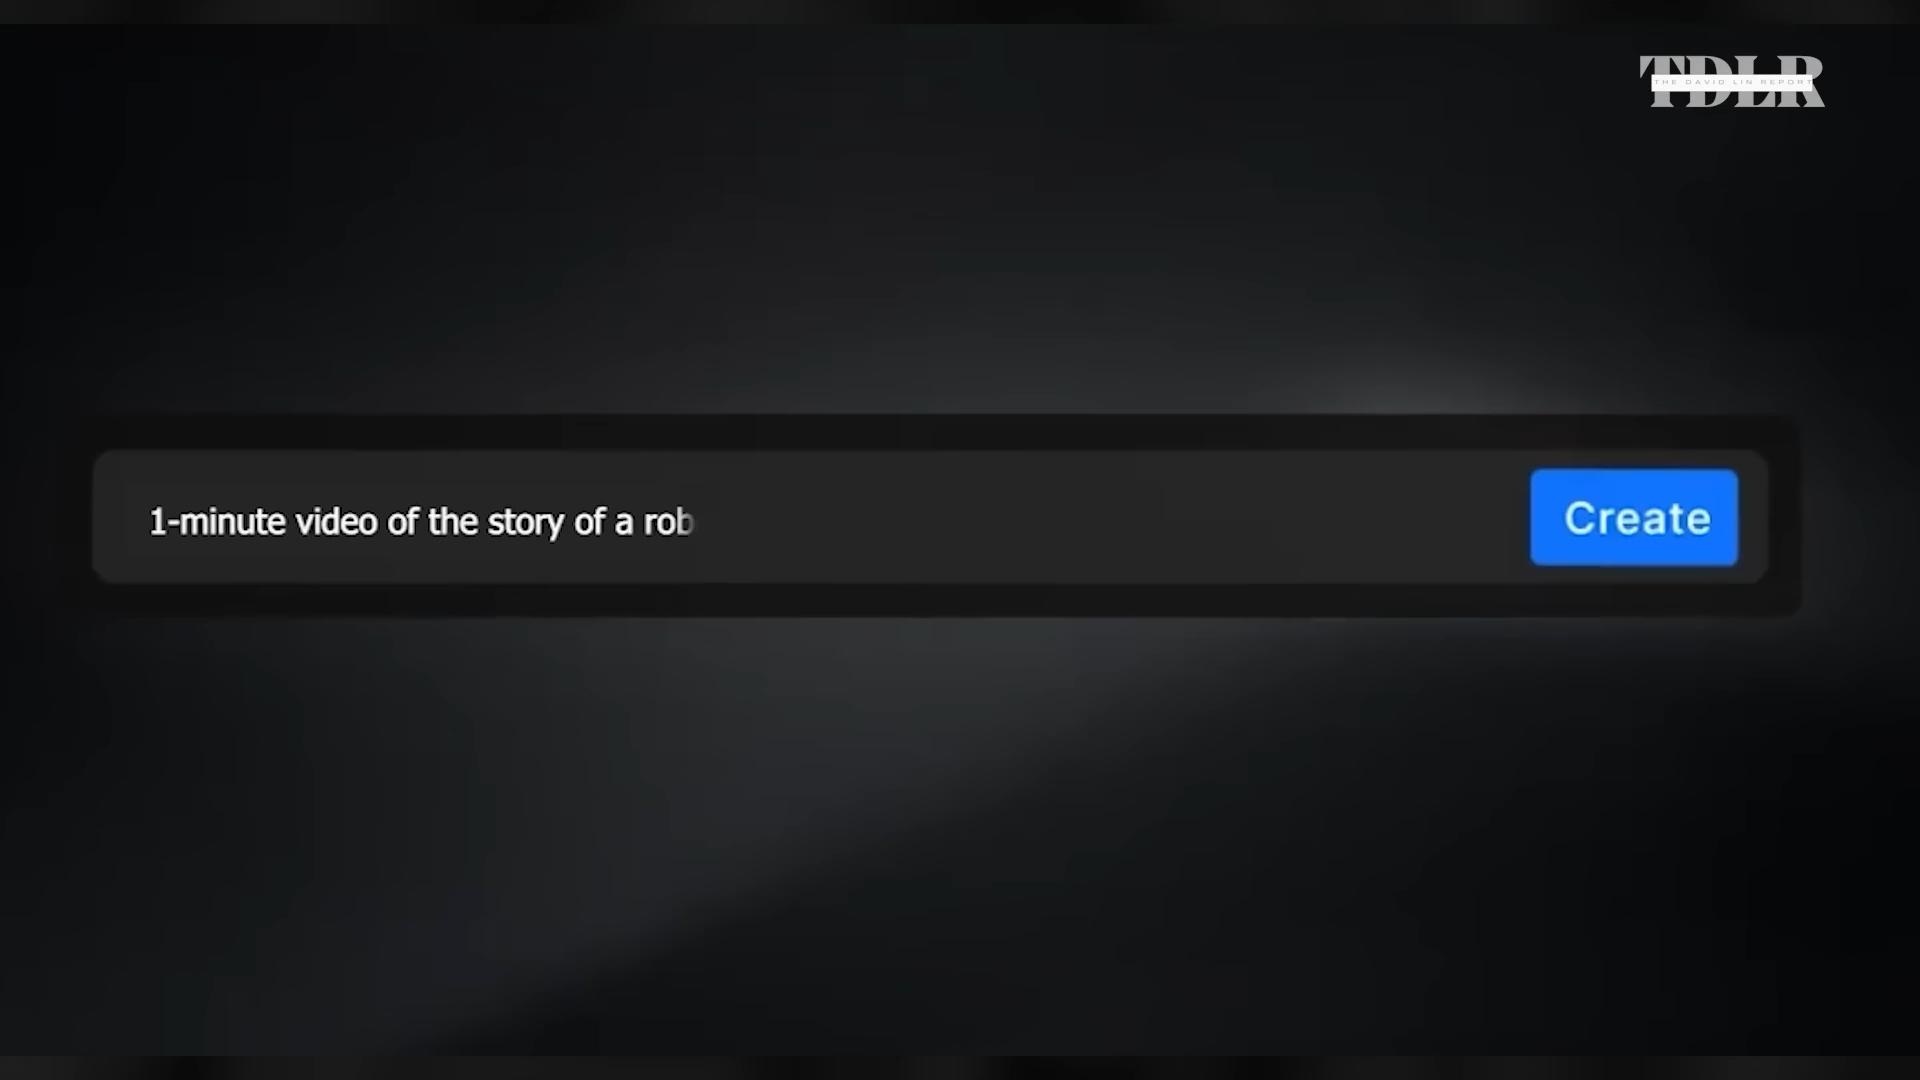 TDLR
THE DAVID LIN REPORT
1-minute video of the story of a rob
Create